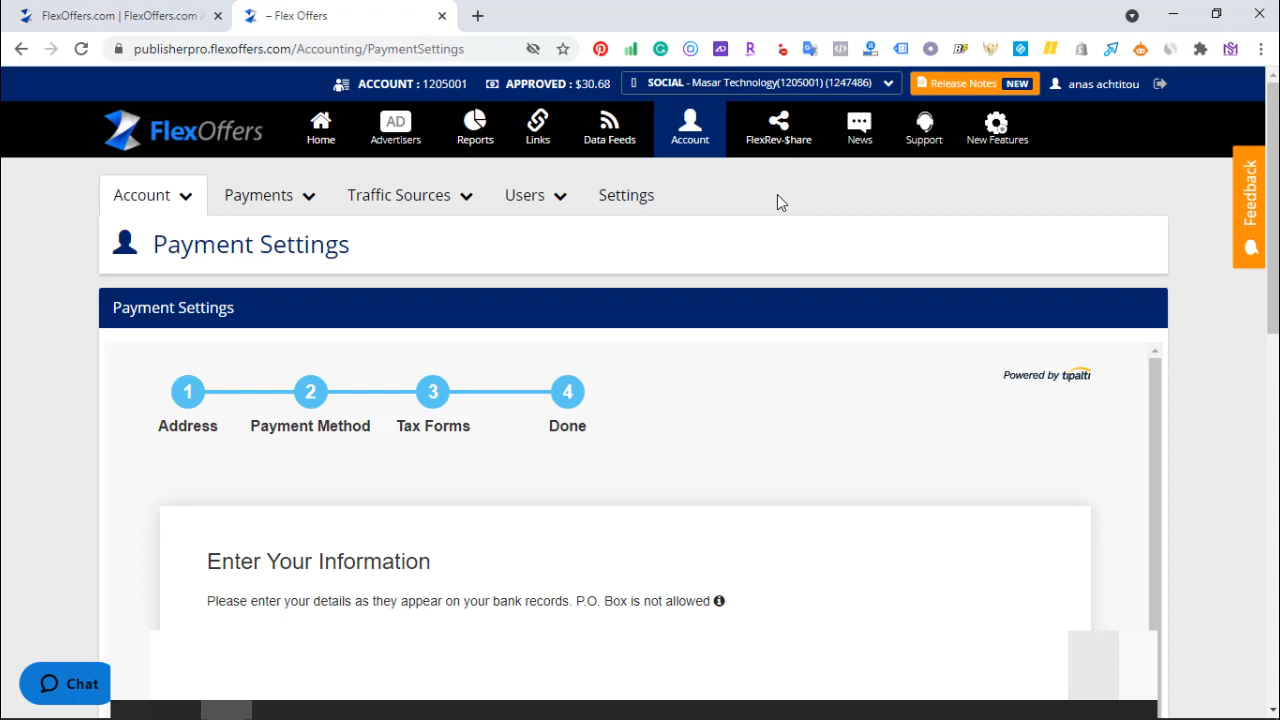 FlexOffers.com | FlexOffers.com
– Flex Offers
publisherpro.flexoffers.com/Accounting/PaymentSettings
ACCOUNT : 1205001 APPROVED : $30.68 SOCIAL - Masar Technology(1205001) (1247486) Release Notes NEW anas achtitou
FlexOffers
Home
AD Advertisers
Reports
Links
Data Feeds
Account
FlexRev-$hare
News
Support
New Features
Feedback
Account Payments Traffic Sources Users Settings
Payment Settings
Payment Settings
Powered by tipalti
1 2 3 4
Address Payment Method Tax Forms Done
Enter Your Information
Please enter your details as they appear on your bank records. P.O. Box is not allowed
Chat